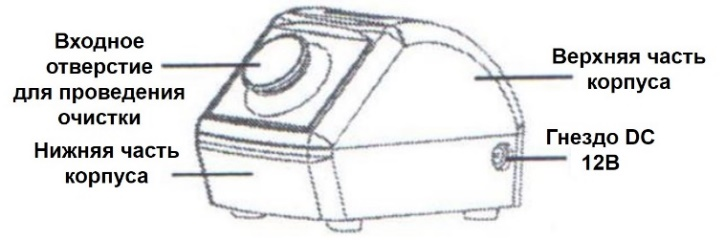 Входное
отверстие
для проведения
очистки
Нижняя часть
корпуса
Верхняя часть
корпуса
Гнездо DC
12В